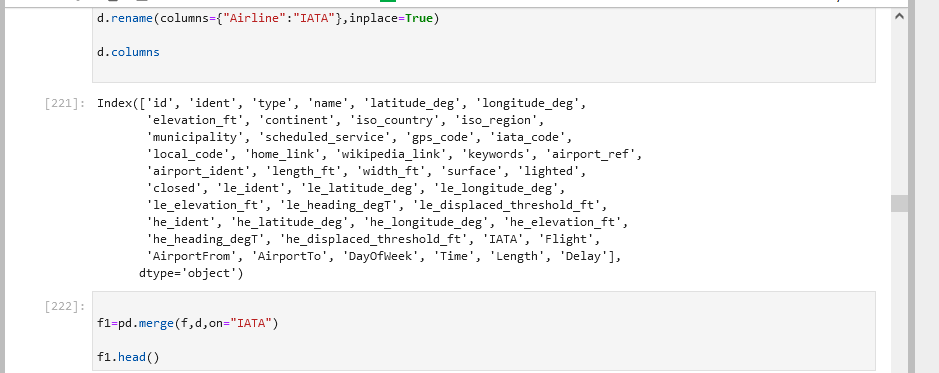 d.rename(columns={"Airline":"IATA"},inplace=True)
d.columns
[221]: Index(['id', 'ident', 'type', 'name', 'latitude_deg', 'longitude_deg',
'elevation_ft', 'continent', 'iso_country', 'iso_region',
'municipality', 'scheduled_service', 'gps_code', 'iata_code',
'local_code', 'home_link', 'wikipedia_link', 'keywords', 'airport_ref',
'airport_ident', 'length_ft', 'width_ft', 'surface', 'lighted',
'closed', 'le_ident', 'le_latitude_deg', 'le_longitude_deg',
'le_elevation_ft', 'le_heading_degT', 'le_displaced_threshold_ft',
'he_ident', 'he_latitude_deg', 'he_longitude_deg', 'he_elevation_ft',
'he_heading_degT', 'he_displaced_threshold_ft', 'IATA', 'Flight',
'AirportFrom', 'AirportTo', 'DayOfWeek', 'Time', 'Length', 'Delay'],
dtype='object')
[222]:
f1=pd.merge(f,d,on="IATA")
f1.head()